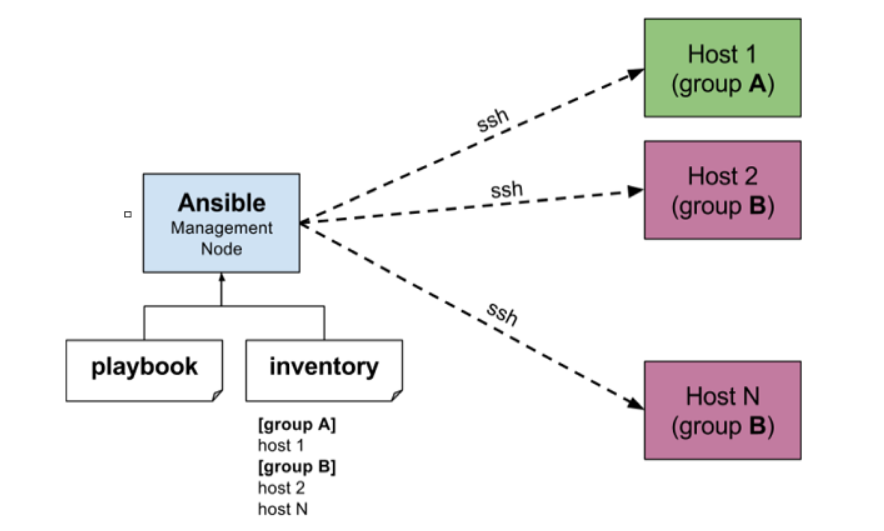 Host 1
(group A)
ssh
ssh
Host 2
(group B)
Ansible
Management
Node
ssh
playbook
inventory
Host N
(group B)
[group A]
host 1
[group B]
host 2
host N